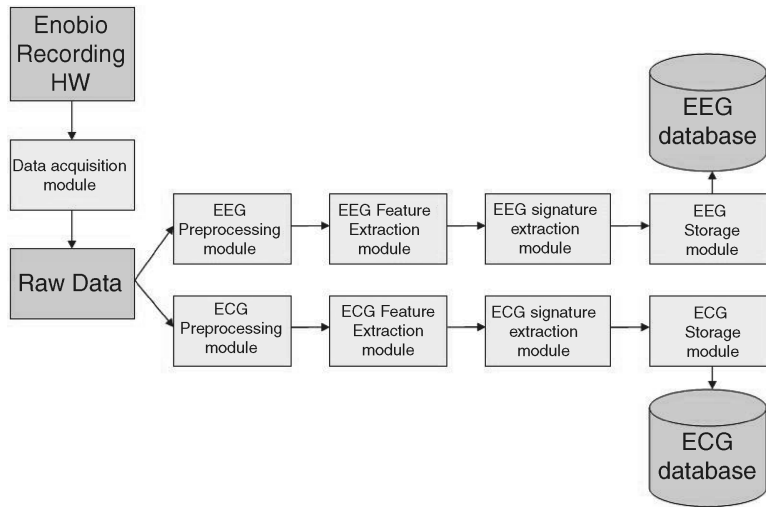 Enobio
Recording
HW
Data acquisition
module
Raw Data
EEG
Preprocessing
module
EEG Feature
Extraction
module
EEG signature
extraction
module
EEG
Storage
module
EEG
database
ECG
Preprocessing
module
ECG Feature
Extraction
module
ECG signature
extraction
module
ECG
Storage
module
ECG
database